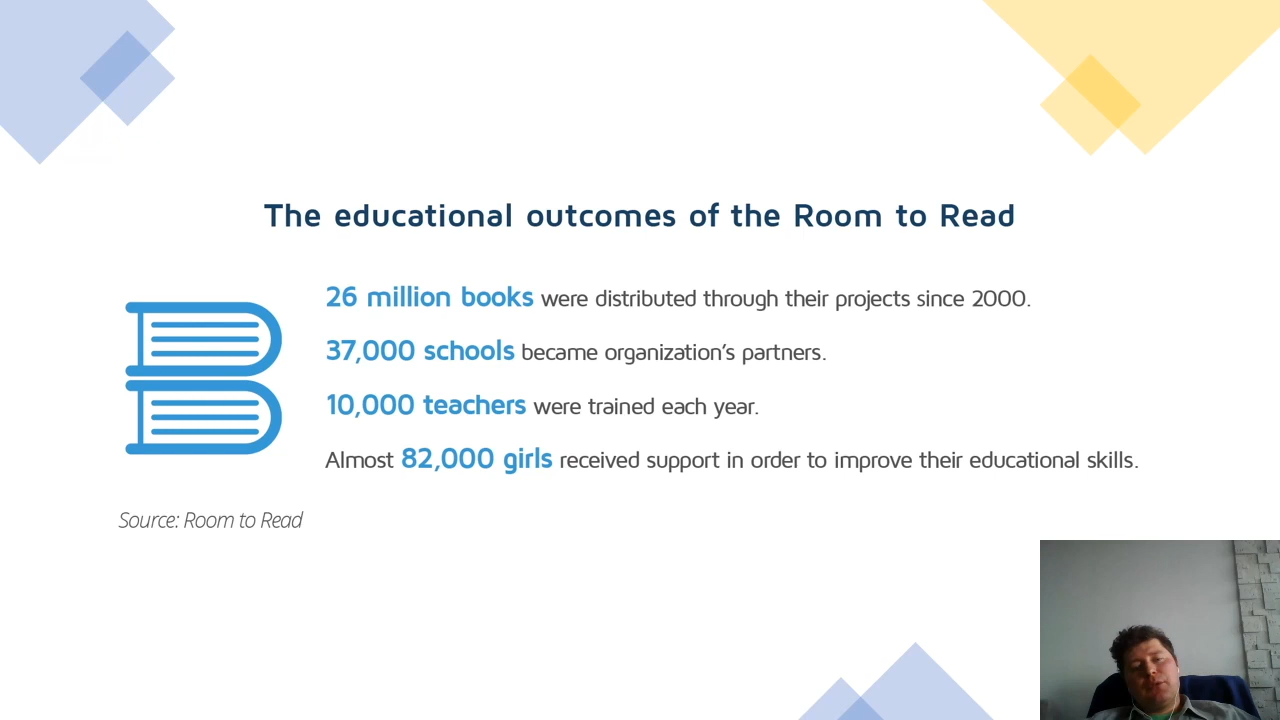 The educational outcomes of the Room to Read
26 million books were distributed through their projects since 2000.
37,000 schools became organization's partners.
10,000 teachers were trained each year.
Almost 82,000 girls received support in order to improve their educational skills.
Source: Room to Read